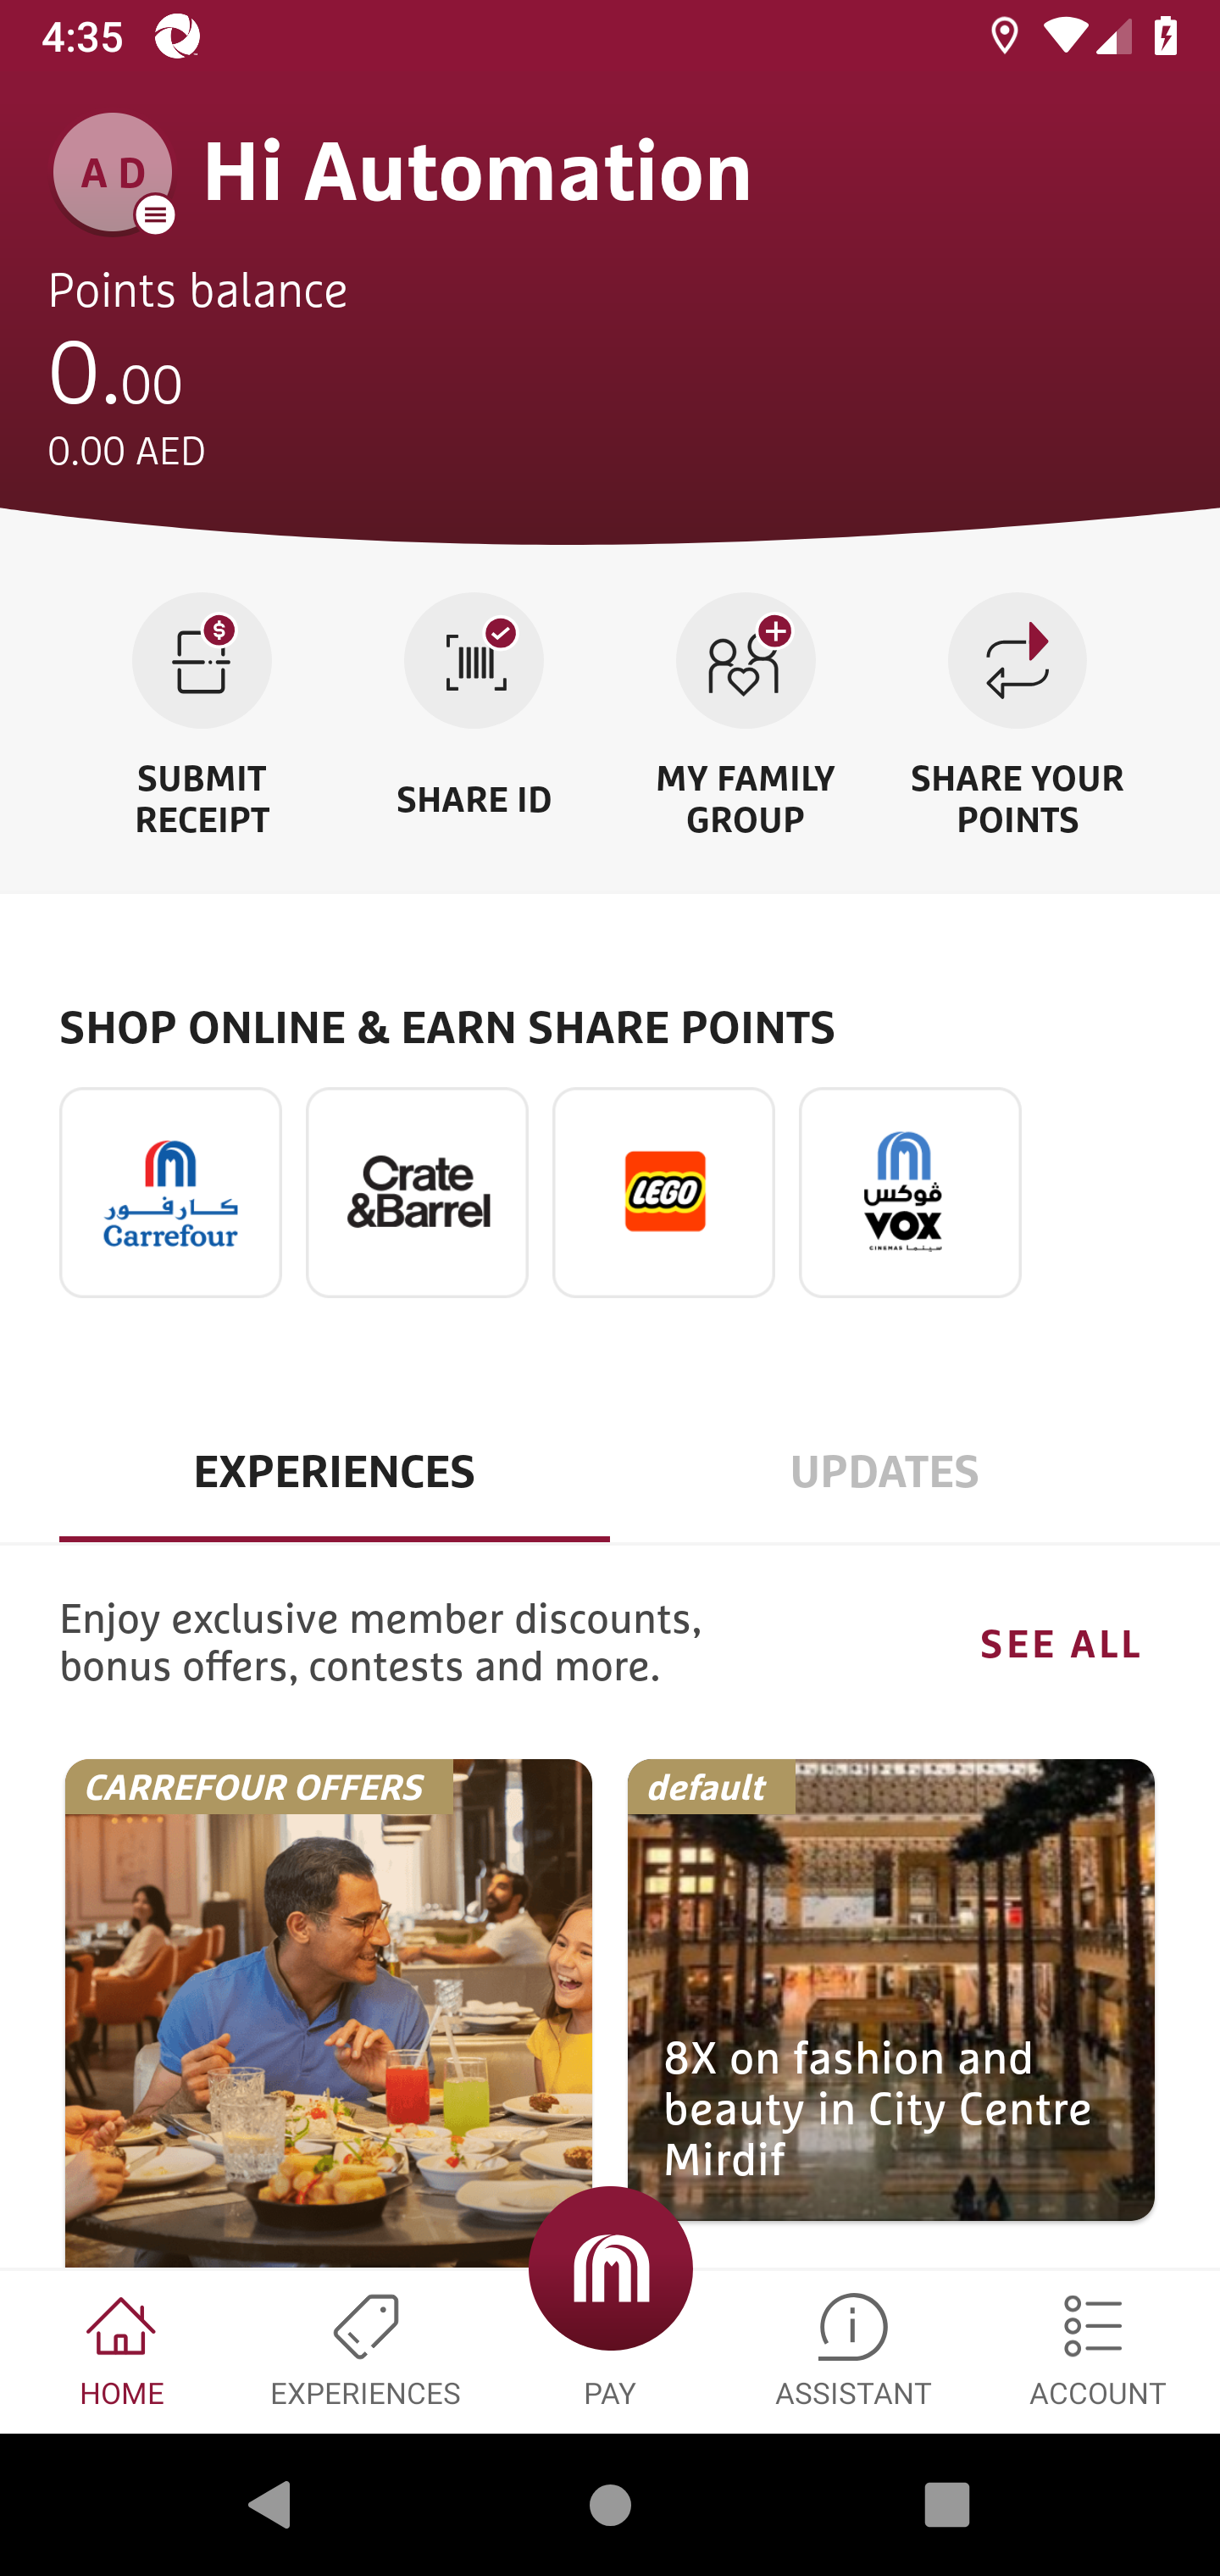 4:35
A D
Hi Automation
Points balance
0.00
0.00 AED
$
SUBMIT
RECEIPT
SHARE ID
MY FAMILY
GROUP
SHARE YOUR
POINTS
SHOP ONLINE & EARN SHARE POINTS
كارفور
Carrefour
Crate
&Barrel
LEGO
ڤوكس
VOX
CINEMAS سينما
EXPERIENCES
UPDATES
Enjoy exclusive member discounts,
bonus offers, contests and more.
SEE ALL
CARREFOUR OFFERS
default
8X on fashion and
beauty in City Centre
Mirdif
HOME
EXPERIENCES
PAY
ASSISTANT
ACCOUNT